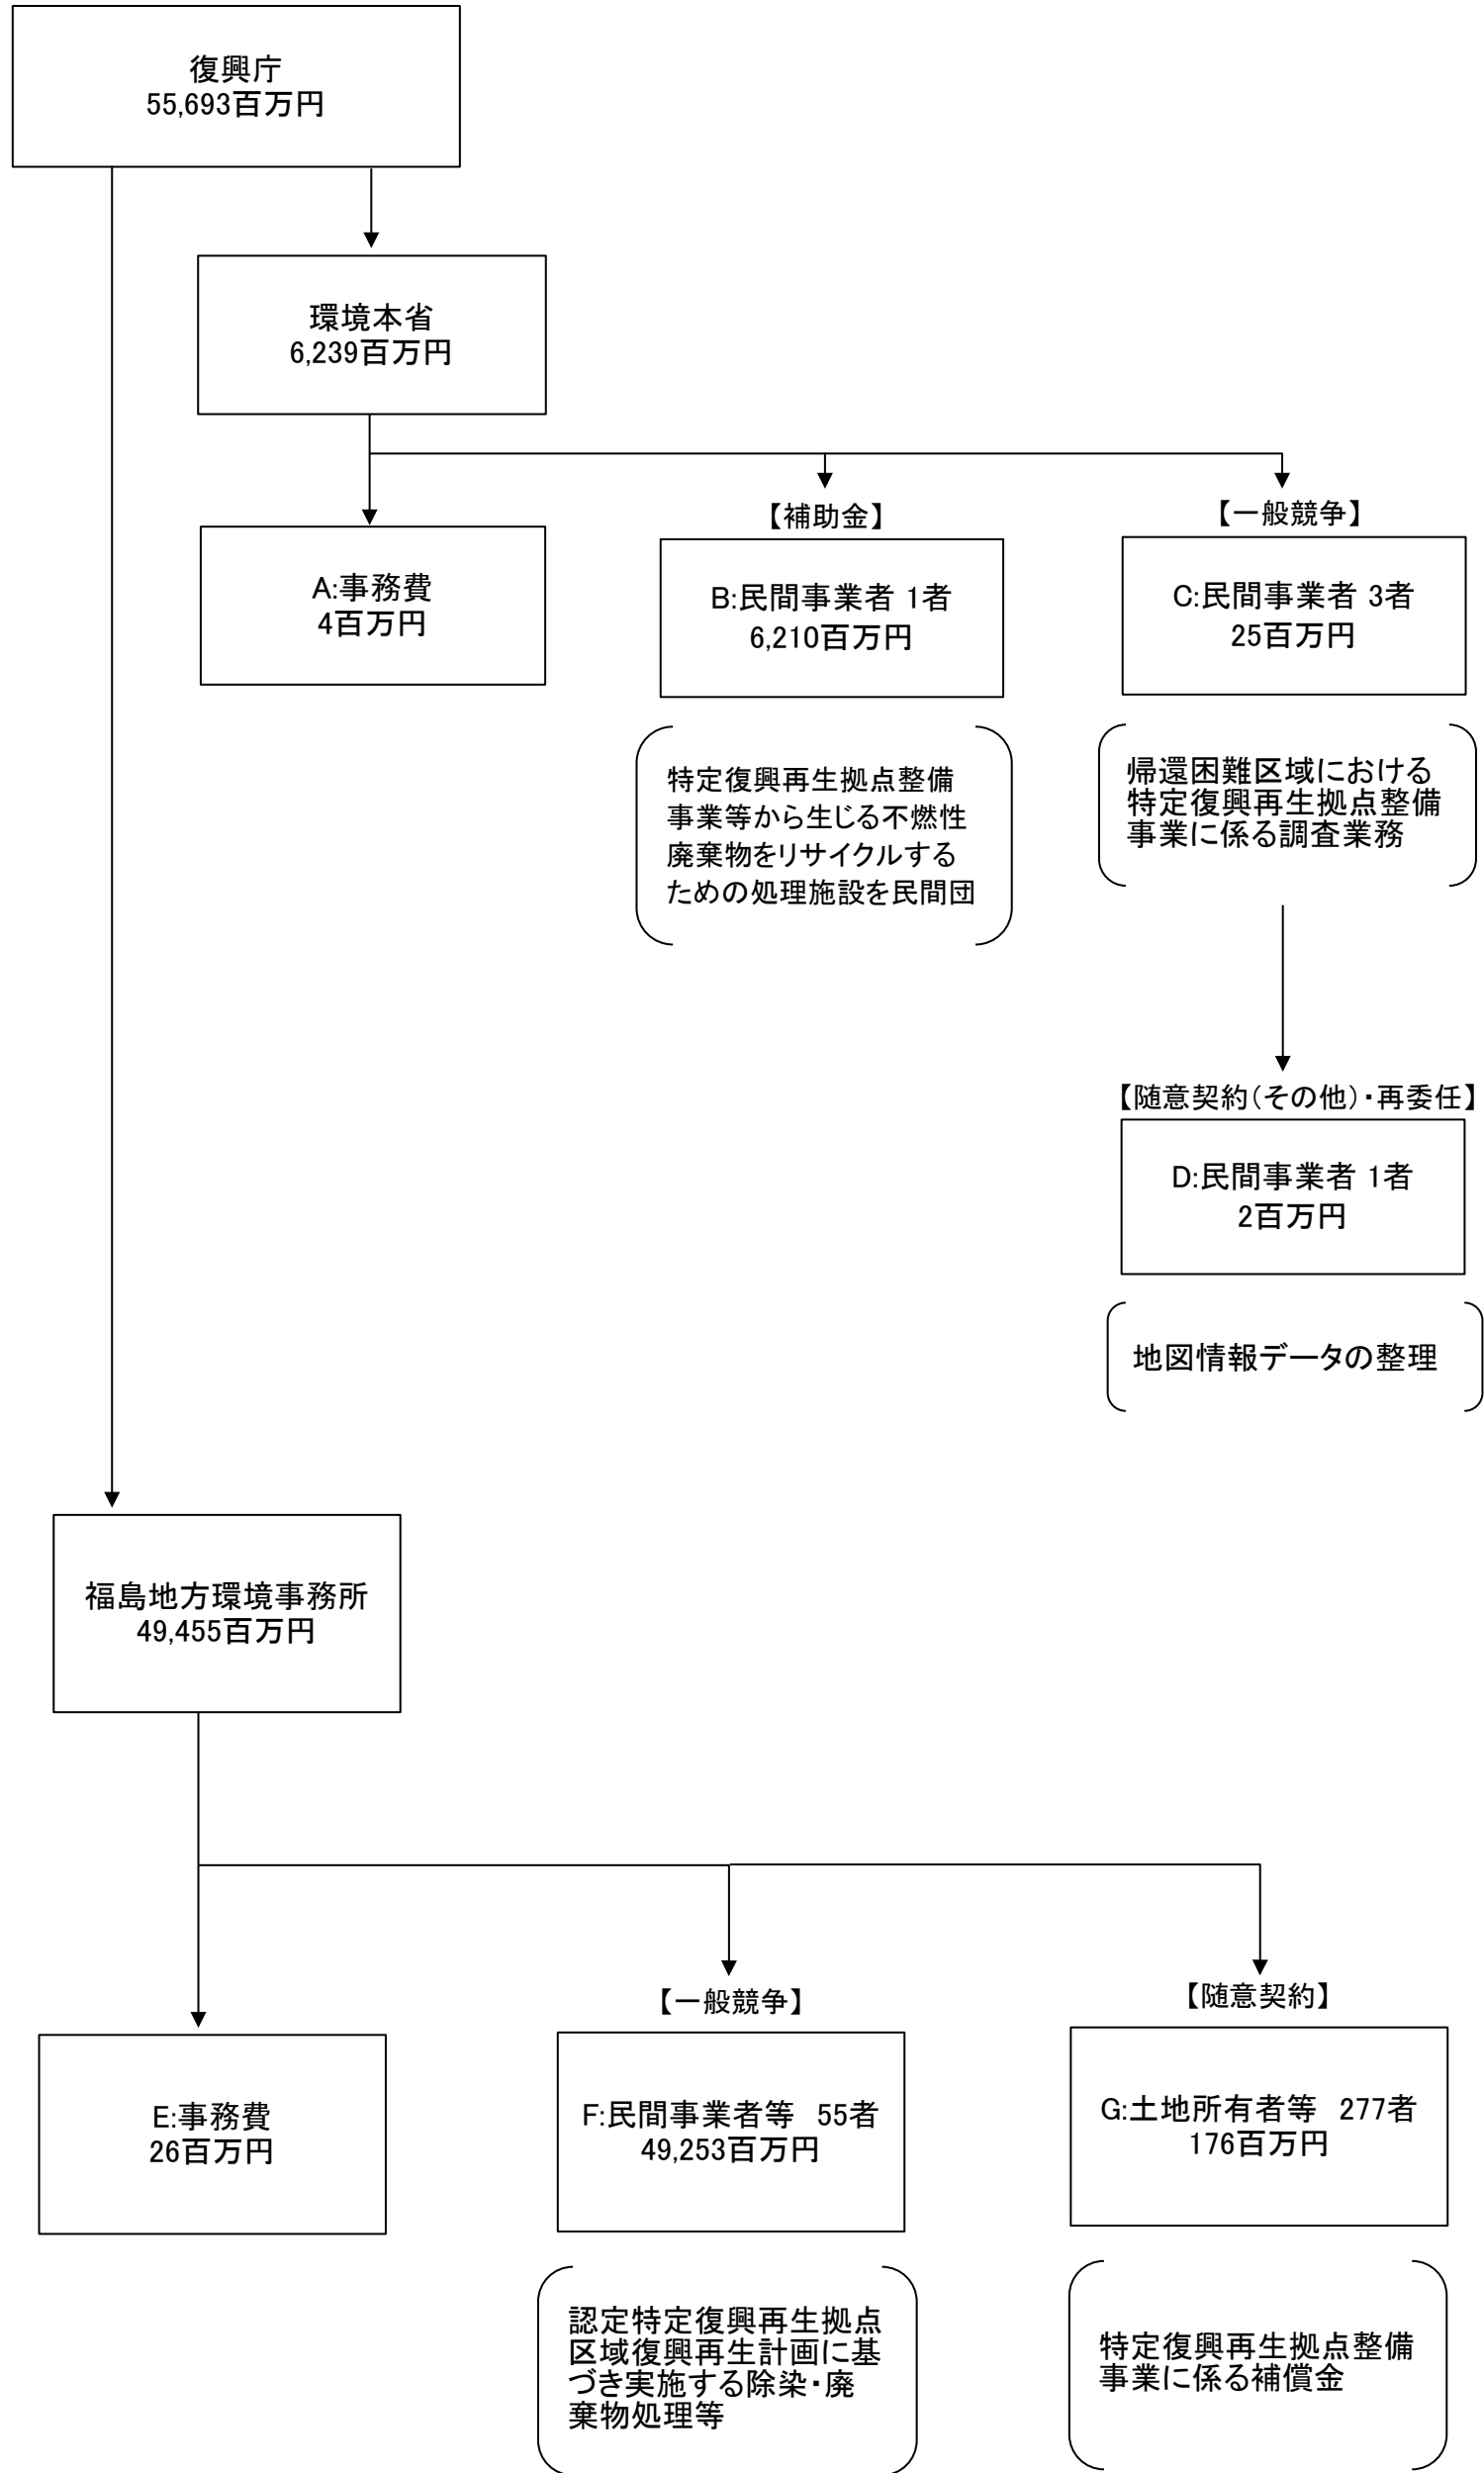 復興庁
55,693百万円
環境本省
6,239百万円
A:事務費
4百万円
【補助金】
B:民間事業者 1者
6,210百万円
特定復興再生拠点整備
事業等から生じる不燃性
廃棄物をリサイクルする
ための処理施設を民間団
【一般競争】
C:民間事業者 3者
25百万円
帰還困難区域における
特定復興再生拠点整備
事業に係る調査業務
【随意契約(その他)・再委任】
D:民間事業者 1者
2百万円
地図情報データの整理
福島地方環境事務所
49,455百万円
E:事務費
26百万円
【一般競争】
F:民間事業者等　55者
49,253百万円
認定特定復興再生拠点
区域復興再生計画に基
づき実施する除染・廃
棄物処理等
【随意契約】
G:土地所有者等　277者
176百万円
特定復興再生拠点整備
事業に係る補償金